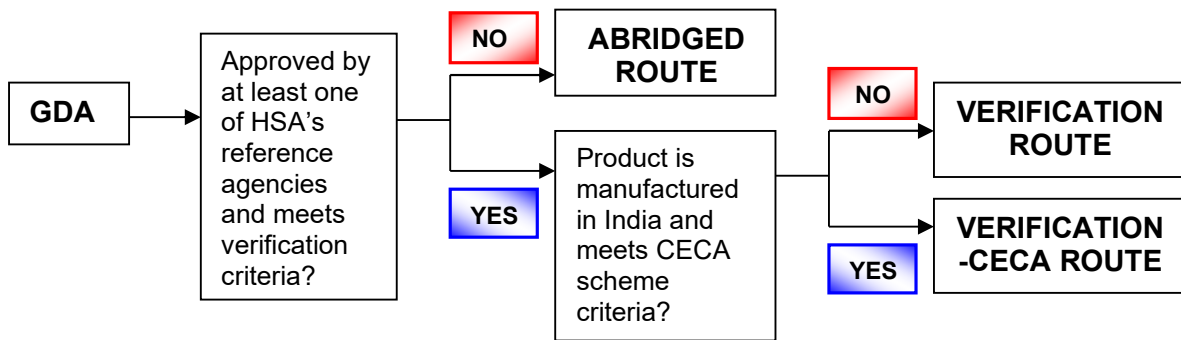 GDA
Approved by
at least one
of HSA's
reference
agencies
and meets
verification
criteria?
NO
ABRIDGED
ROUTE
YES
Product is
manufactured
in India and
meets CECA
scheme
criteria?
NO
VERIFICATION
ROUTE
YES
VERIFICATION
-CECA ROUTE